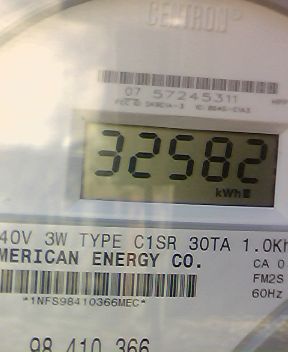 CENTRON®
07 57245311
32582
kWh
40V 3W TYPE C1SR 30TA 1.0Kh
MERICAN ENERGY CO.
CA 0
FM2S
*1NFS98410366MEC*
60Hz
98 410 366